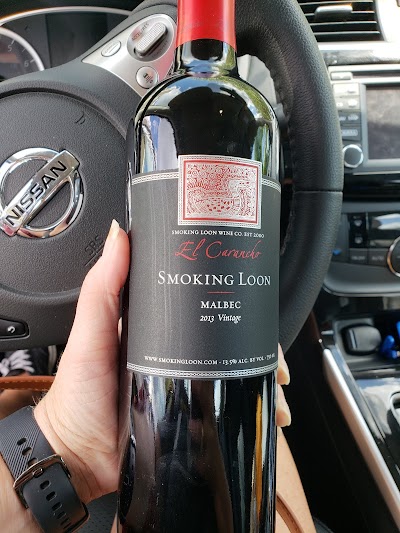 NISSAN
SMOKING LOON WINE CO. EST 2000
El Carancho
SMOKING LOON
MALBEC
2013 Vintage
WWW.SMOKINGLOON.COM - 13.5% ALC. BY VOL · 750 ML